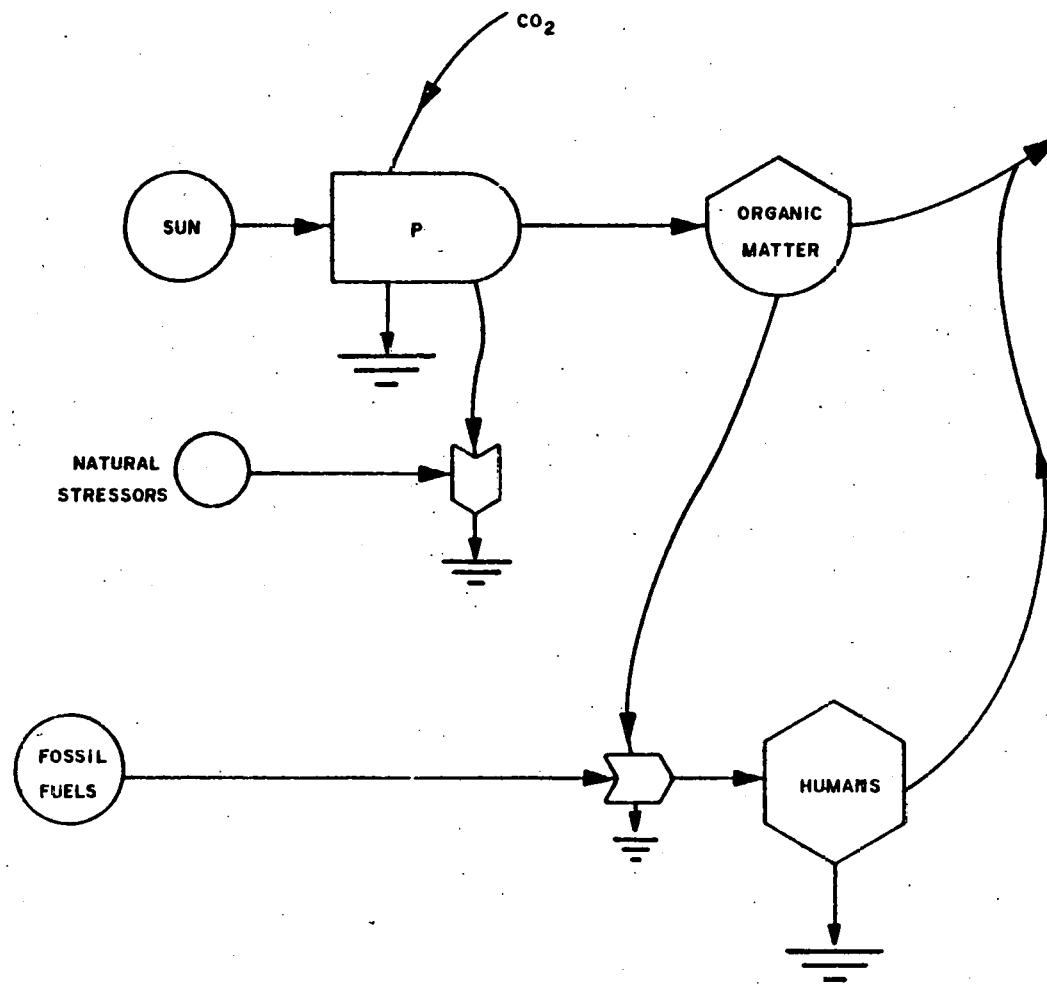 CO₂
SUN
P
ORGANIC
MATTER
NATURAL
STRESSORS
FOSSIL
FUELS
HUMANS